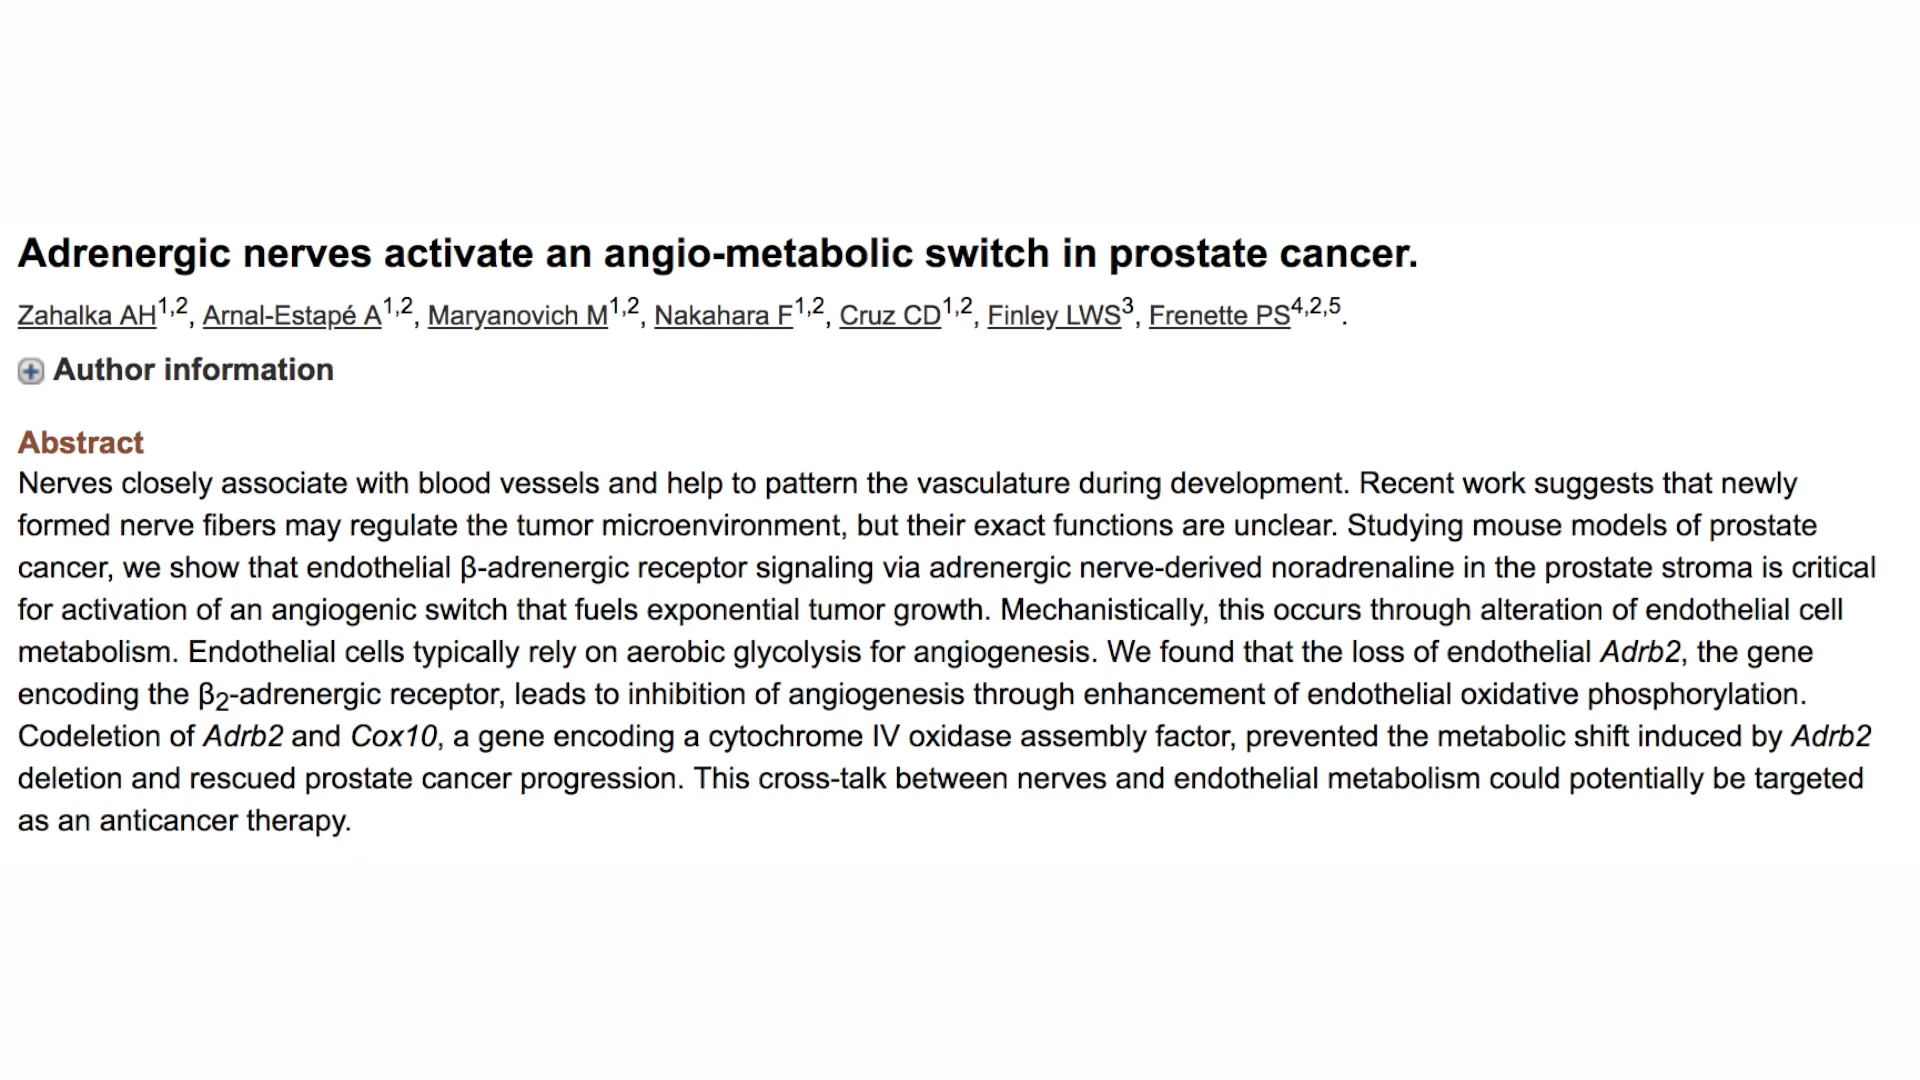 Adrenergic nerves activate an angio-metabolic switch in prostate cancer.
Zahalka AH1,2, Arnal-Estapé A1,2, Maryanovich M1,2, Nakahara F1,2, Cruz CD1,2, Finley LWS3, Frenette PS4,2,5.
Author information
Abstract
Nerves closely associate with blood vessels and help to pattern the vasculature during development. Recent work suggests that newly
formed nerve fibers may regulate the tumor microenvironment, but their exact functions are unclear. Studying mouse models of prostate
cancer, we show that endothelial β-adrenergic receptor signaling via adrenergic nerve-derived noradrenaline in the prostate stroma is critical
for activation of an angiogenic switch that fuels exponential tumor growth. Mechanistically, this occurs through alteration of endothelial cell
metabolism. Endothelial cells typically rely on aerobic glycolysis for angiogenesis. We found that the loss of endothelial Adrb2, the gene
encoding the β2-adrenergic receptor, leads to inhibition of angiogenesis through enhancement of endothelial oxidative phosphorylation.
Codeletion of Adrb2 and Cox10, a gene encoding a cytochrome IV oxidase assembly factor, prevented the metabolic shift induced by Adrb2
deletion and rescued prostate cancer progression. This cross-talk between nerves and endothelial metabolism could potentially be targeted
as an anticancer therapy.